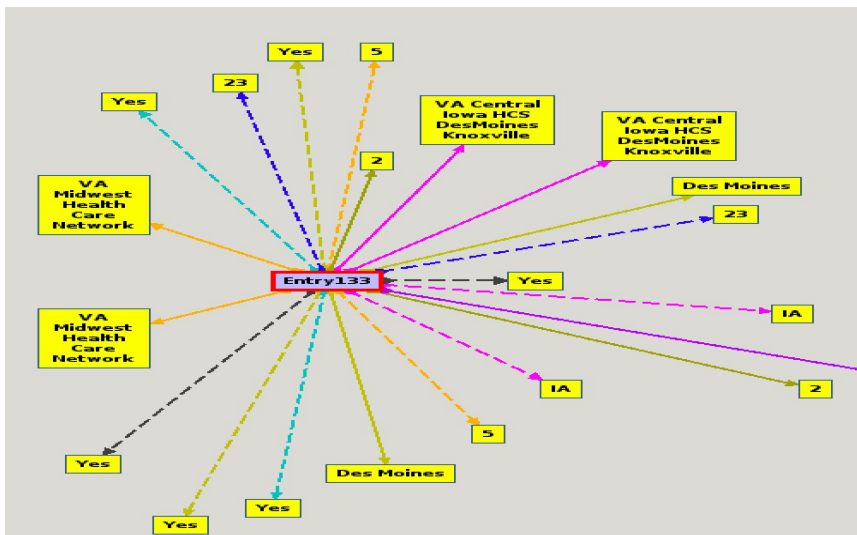 Yes
5
23
Yes
VA Central
Iowa HCS
DesMoines
Knoxville
VA Central
Iowa HCS
DesMoines
Knoxville
2
VA
Midwest
Health
Care
Network
Des Moines
23
Entry133
Yes
IA
VA
Midwest
Health
Care
Network
IA
2
5
Yes
Des Moines
Yes
Yes